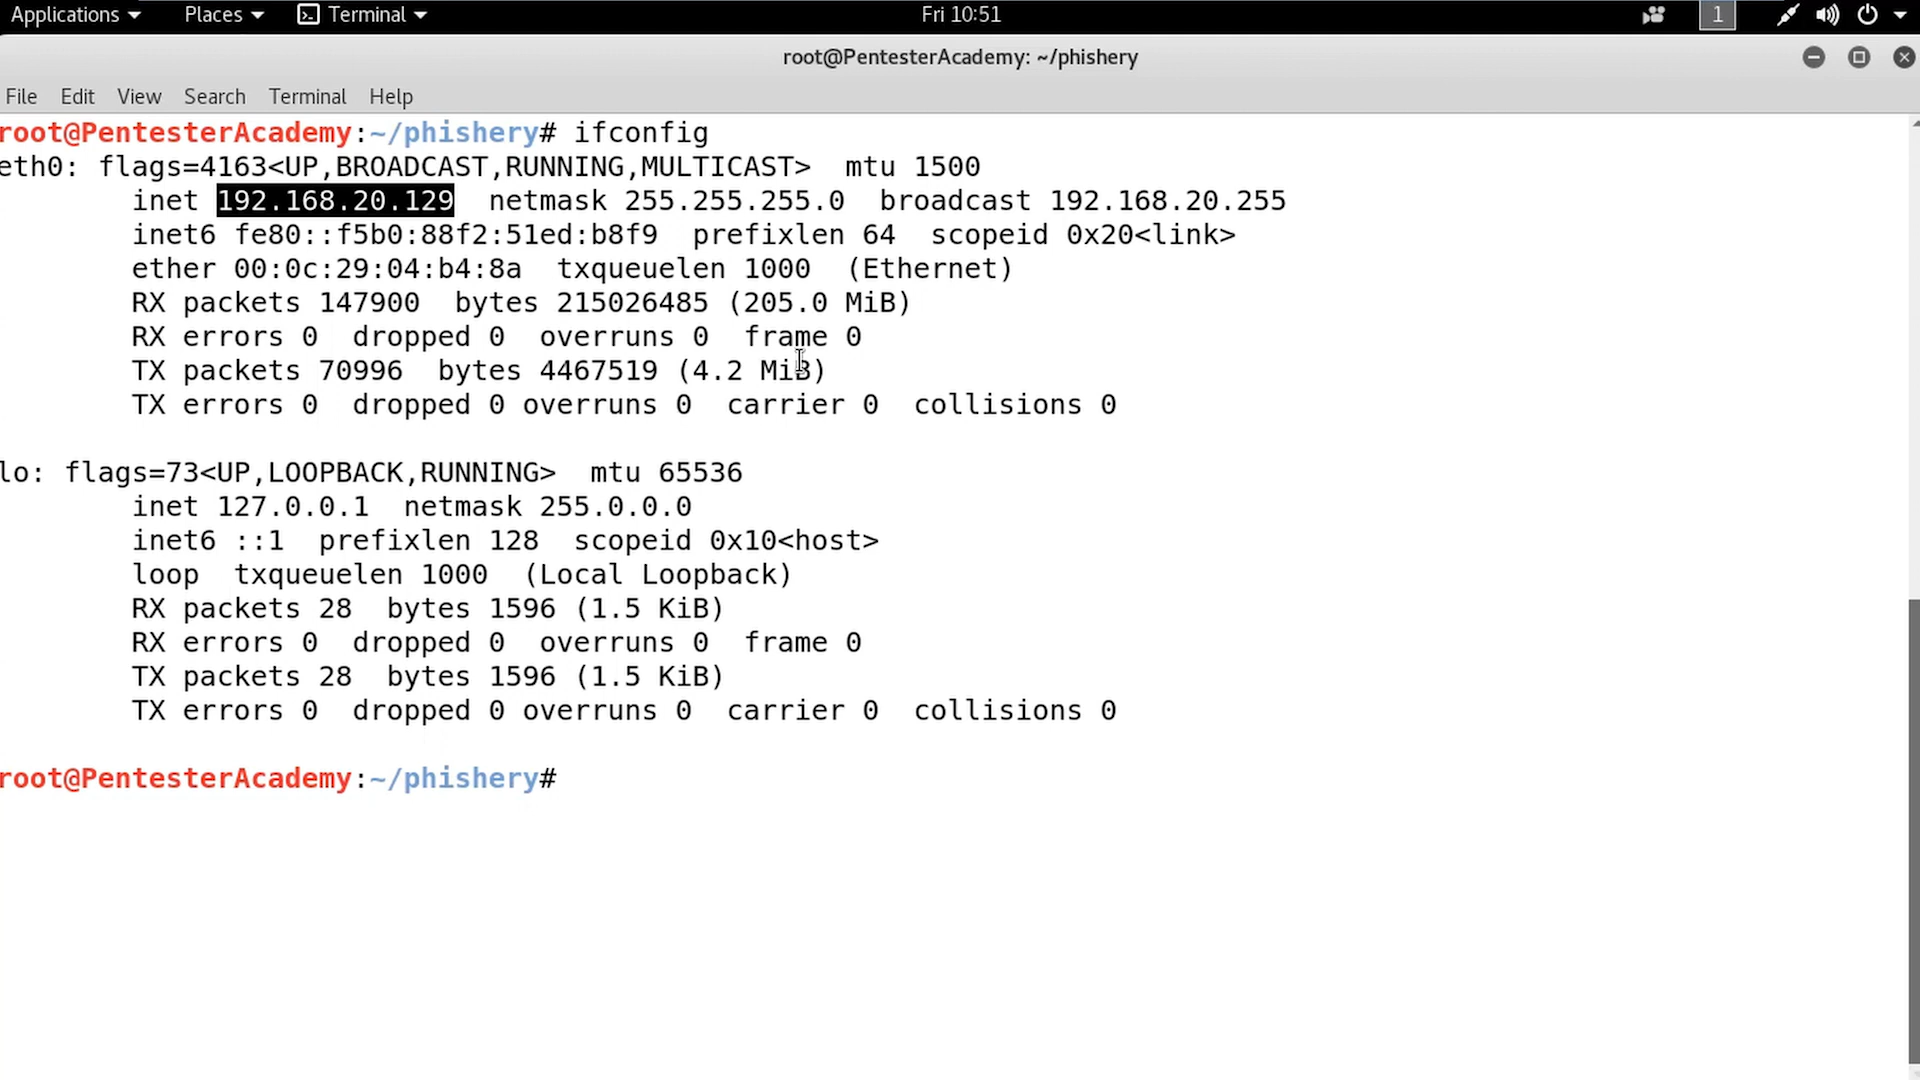 Applications Places Terminal Fri 10:51 1
root@PentesterAcademy: ~/phishery
File Edit View Search Terminal Help
root@PentesterAcademy:~/phishery# ifconfig
eth0: flags=4163<UP,BROADCAST,RUNNING,MULTICAST>  mtu 1500
        inet 192.168.20.129  netmask 255.255.255.0  broadcast 192.168.20.255
        inet6 fe80::f5b0:88f2:51ed:b8f9  prefixlen 64  scopeid 0x20<link>
        ether 00:0c:29:04:b4:8a  txqueuelen 1000  (Ethernet)
        RX packets 147900  bytes 215026485 (205.0 MiB)
        RX errors 0  dropped 0  overruns 0  frame 0
        TX packets 70996  bytes 4467519 (4.2 MiB)
        TX errors 0  dropped 0 overruns 0  carrier 0  collisions 0
lo: flags=73<UP,LOOPBACK,RUNNING>  mtu 65536
        inet 127.0.0.1  netmask 255.0.0.0
        inet6 ::1  prefixlen 128  scopeid 0x10<host>
        loop  txqueuelen 1000  (Local Loopback)
        RX packets 28  bytes 1596 (1.5 KiB)
        RX errors 0  dropped 0  overruns 0  frame 0
        TX packets 28  bytes 1596 (1.5 KiB)
        TX errors 0  dropped 0 overruns 0  carrier 0  collisions 0
root@PentesterAcademy:~/phishery#